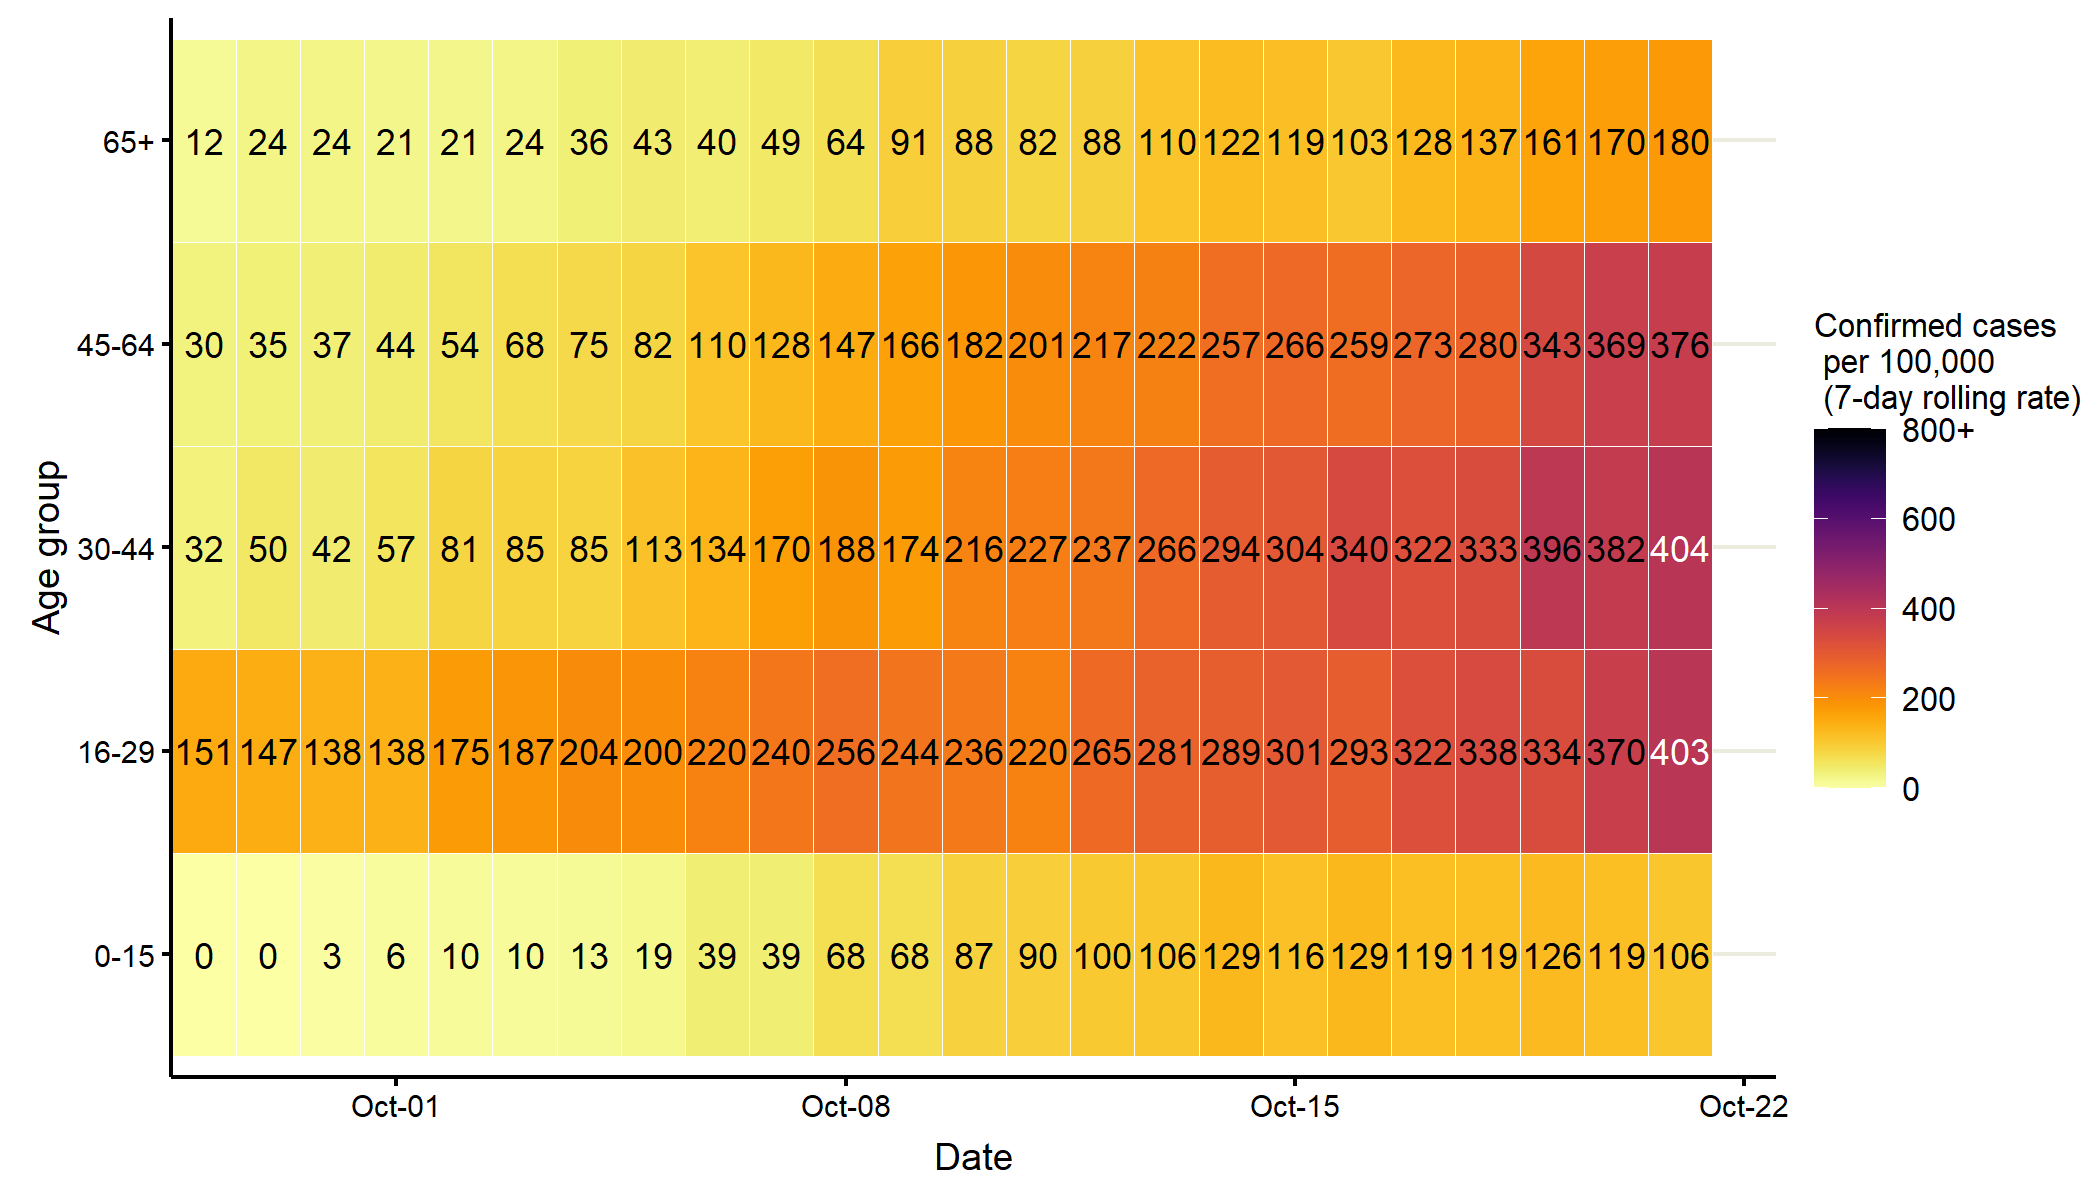 65+ 12 24 24 21 21 24 36 43 40 49 64 91 88 82 88 110 122 119 103 128 137 161 170 180
45-64 30 35 37 44 54 68 75 82 110 128 147 166 182 201 217 222 257 266 259 273 280 343 369 376
30-44 32 50 42 57 81 85 85 113 134 170 188 174 216 227 237 266 294 304 340 322 333 396 382 404
16-29 151 147 138 138 175 187 204 200 220 240 256 244 236 220 265 281 289 301 293 322 338 334 370 403
0-15 0 0 3 6 10 10 13 19 39 39 68 68 87 90 100 106 129 116 129 119 119 126 119 106
Oct-01 Oct-08 Oct-15 Oct-22
Date
Age group
Confirmed cases
per 100,000
(7-day rolling rate)
800+
600
400
200
0